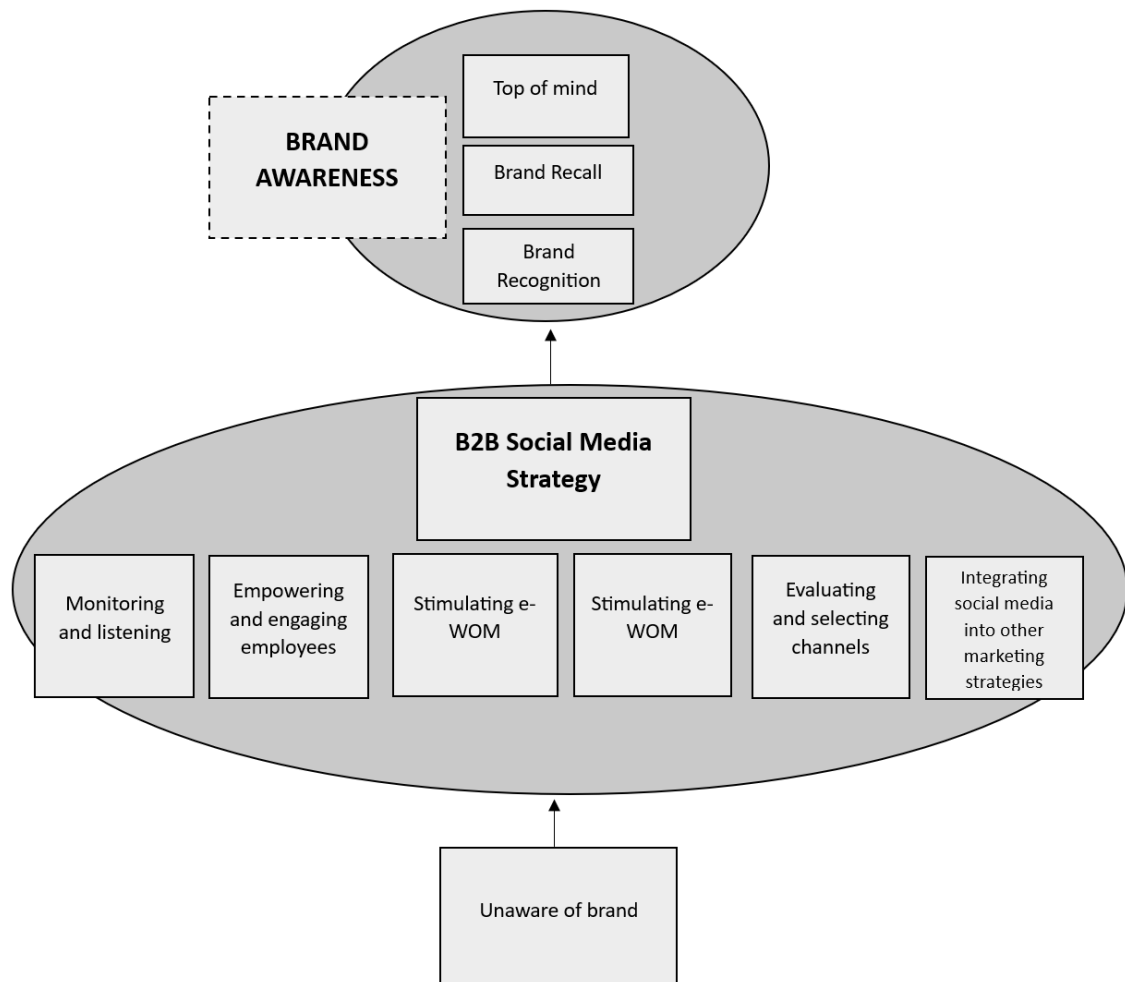 Top of mind
BRAND
AWARENESS
Brand Recall
Brand
Recognition
B2B Social Media
Strategy
Monitoring
and listening
Empowering
and engaging
employees
Stimulating e-
WOM
Stimulating e-
WOM
Evaluating
and selecting
channels
Integrating
social media
into other
marketing
strategies
Unaware of brand